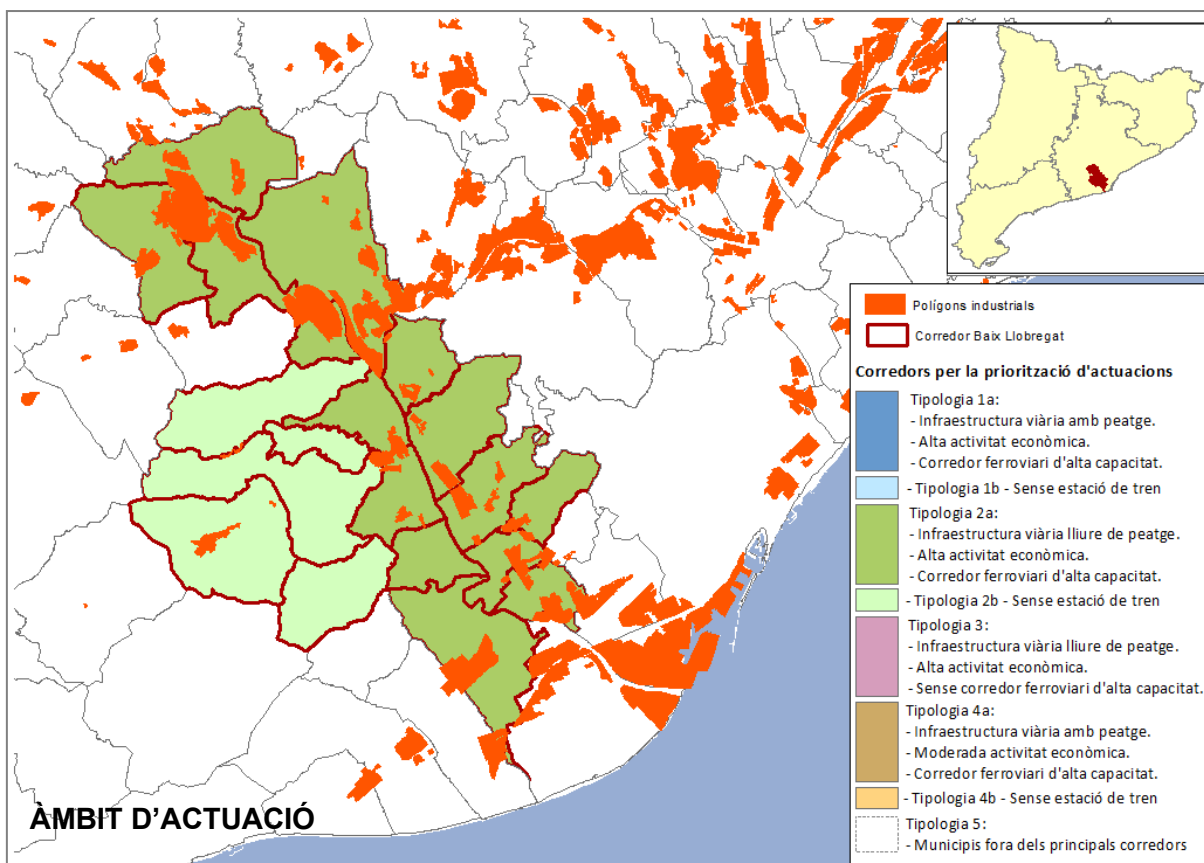 Polígons industrials
Corredor Baix Llobregat
Corredors per la priorització d'actuacions
Tipologia 1a:
- Infraestructura viària amb peatge.
- Alta activitat econòmica.
- Corredor ferroviari d'alta capacitat.
- Tipologia 1b - Sense estació de tren
Tipologia 2a:
- Infraestructura viària lliure de peatge.
- Alta activitat econòmica.
- Corredor ferroviari d'alta capacitat.
- Tipologia 2b - Sense estació de tren
Tipologia 3:
- Infraestructura viària lliure de peatge.
- Alta activitat econòmica.
- Sense corredor ferroviari d'alta capacitat.
Tipologia 4a:
- Infraestructura viària amb peatge.
- Moderada activitat econòmica.
- Corredor ferroviari d'alta capacitat.
- Tipologia 4b - Sense estació de tren
Tipologia 5:
- Municipis fora dels principals corredors
ÀMBIT D'ACTUACIÓ